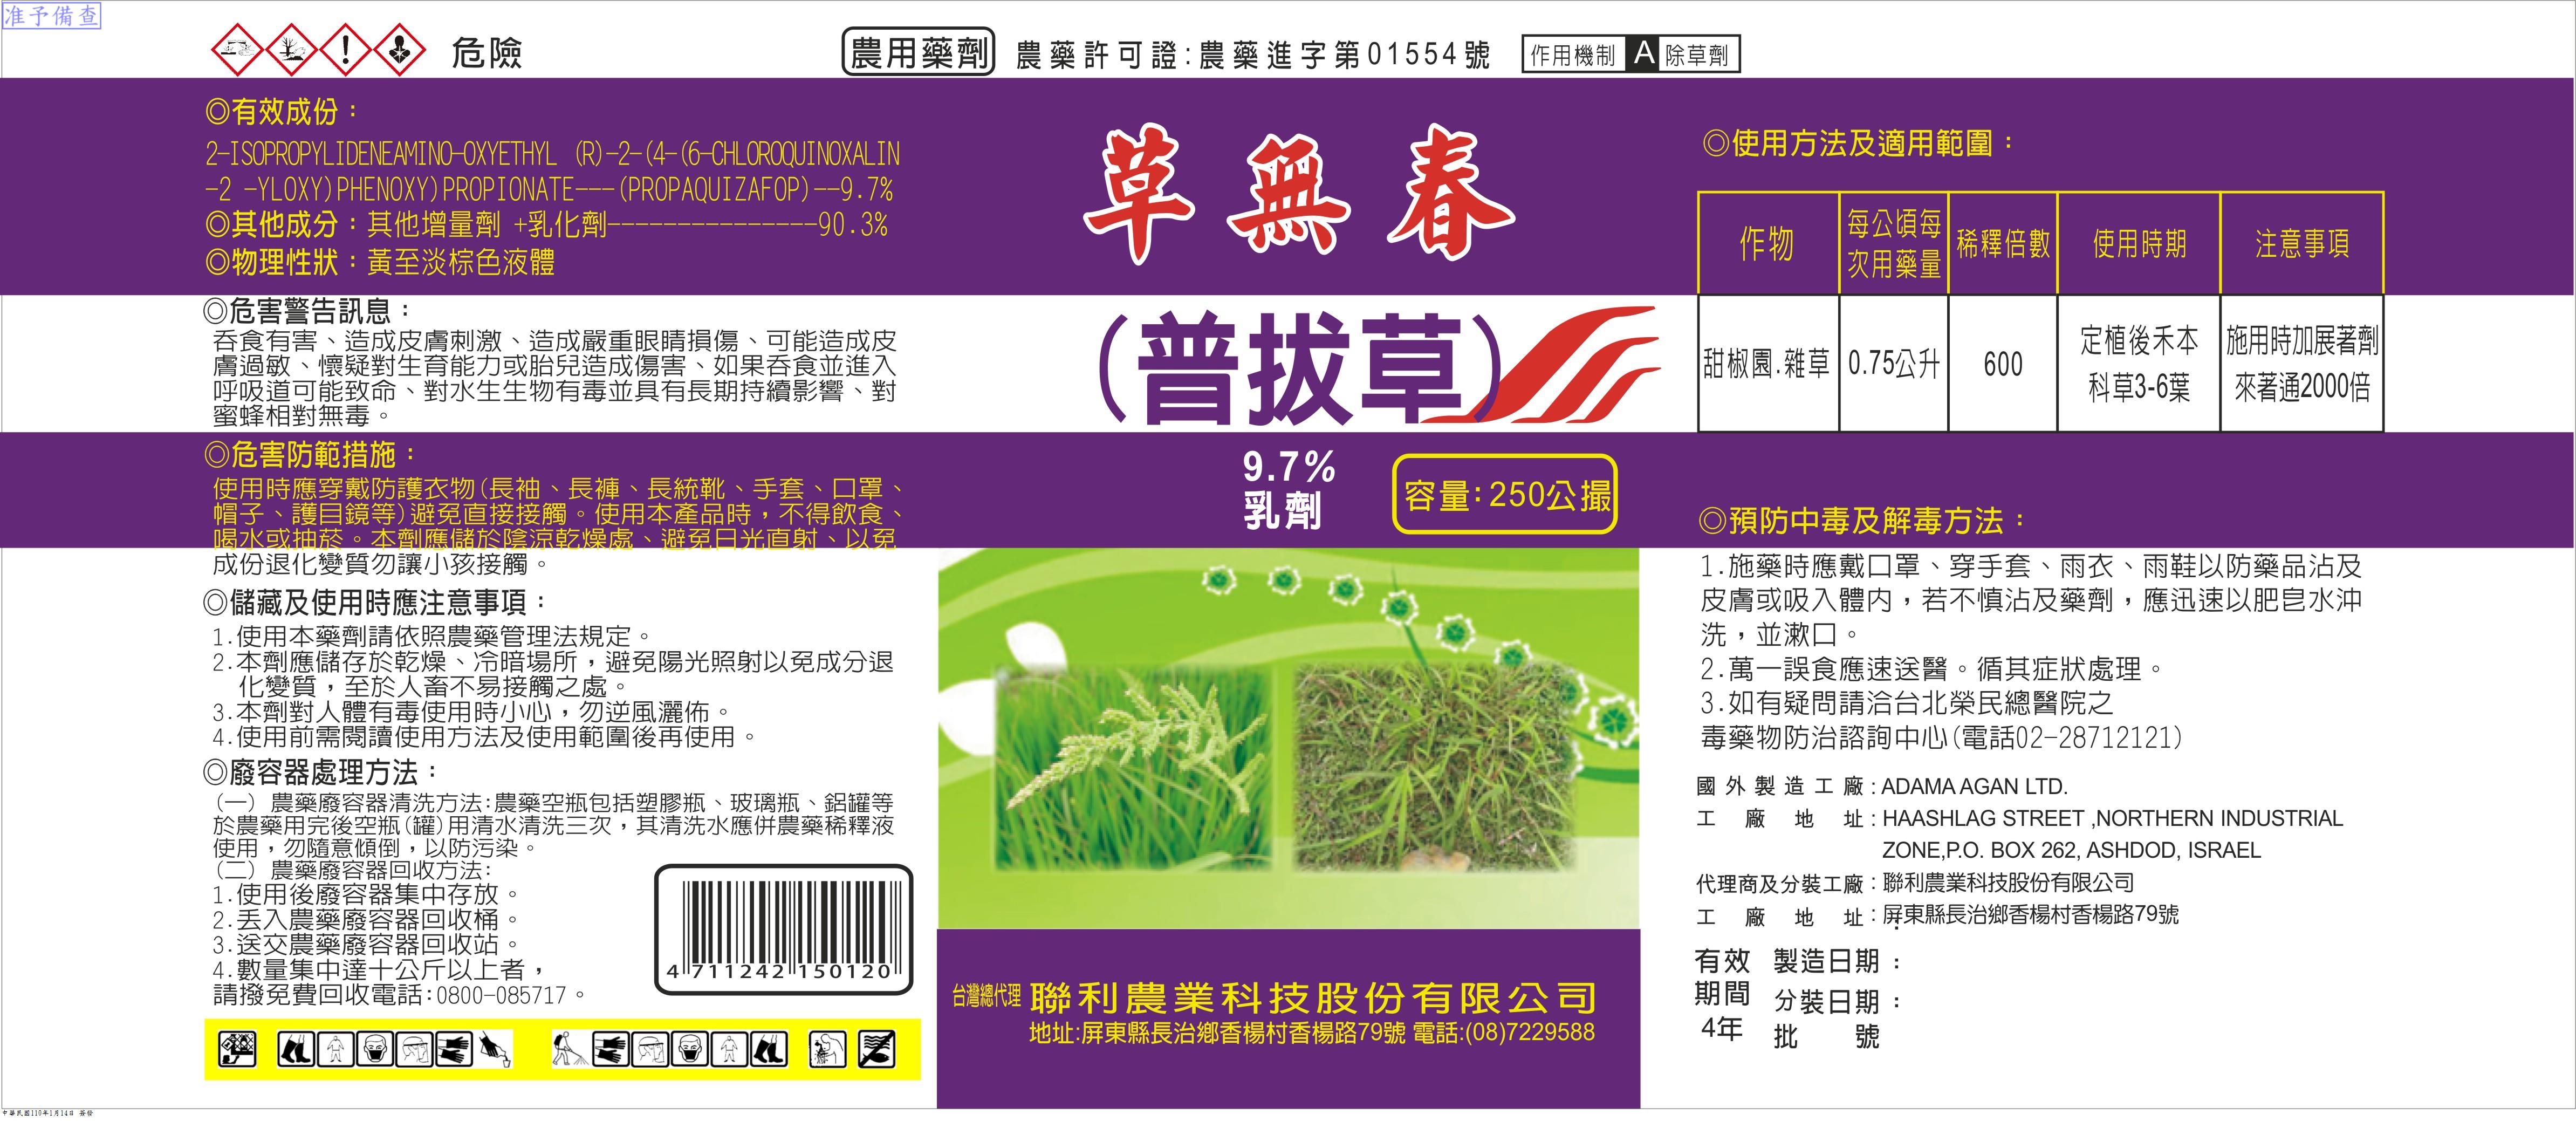 准予備查
危險
農用藥劑 農藥許可證:農藥進字第01554號 作用機制 A 除草劑
◎有效成份：
2-ISOPROPYLIDENEAMINO-OXYETHYL (R)-2-(4-(6-CHLOROQUINOXALIN
-2 -YLOXY)PHENOXY)PROPIONATE---(PROPAQUIZAFOP)--9.7%
◎其他成分：其他增量劑 +乳化劑---------------90.3%
◎物理性狀：黃至淡棕色液體
◎危害警告訊息：
吞食有害、造成皮膚刺激、造成嚴重眼睛損傷、可能造成皮
膚過敏、懷疑對生育能力或胎兒造成傷害、如果吞食並進入
呼吸道可能致命、對水生生物有毒並具有長期持續影響、對
蜜蜂相對無毒。
◎危害防範措施：
使用時應穿戴防護衣物(長袖、長褲、長統靴、手套、口罩、
帽子、護目鏡等)避免直接接觸。使用本產品時，不得飲食、
喝水或抽菸。本劑應儲於陰涼乾燥處、避免日光直射、以免
成份退化變質勿讓小孩接觸。
◎儲藏及使用時應注意事項：
1.使用本藥劑請依照農藥管理法規定。
2.本劑應儲存於乾燥、冷暗場所，避免陽光照射以免成分退
化變質，至於人畜不易接觸之處。
3.本劑對人體有毒使用時小心，勿逆風灑佈。
4.使用前需閱讀使用方法及使用範圍後再使用。
◎廢容器處理方法：
(一) 農藥廢容器清洗方法:農藥空瓶包括塑膠瓶、玻璃瓶、鋁罐等
於農藥用完後空瓶(罐)用清水清洗三次，其清洗水應併農藥稀釋液
使用，勿隨意傾倒，以防污染。
(二) 農藥廢容器回收方法:
1.使用後廢容器集中存放。
2.丟入農藥廢容器回收桶。
3.送交農藥廢容器回收站。
4.數量集中達十公斤以上者，
請撥免費回收電話:0800-085717。
4 711242 150120
草無春
(普拔草)
9.7%
乳劑
容量:250公撮
台灣總代理 聯利農業科技股份有限公司
地址:屏東縣長治鄉香楊村香楊路79號 電話:(08)7229588
◎使用方法及適用範圍：
作物 每公頃每次用藥量 稀釋倍數 使用時期 注意事項
甜椒園.雜草 0.75公升 600 定植後禾本科草3-6葉 施用時加展著劑來著通2000倍
◎預防中毒及解毒方法：
1.施藥時應戴口罩、穿手套、雨衣、雨鞋以防藥品沾及
皮膚或吸入體內，若不慎沾及藥劑，應迅速以肥皂水沖
洗，並漱口。
2.萬一誤食應速送醫。循其症狀處理。
3.如有疑問請洽台北榮民總醫院之
毒藥物防治諮詢中心(電話02-28712121)
國外製造工廠:ADAMA AGAN LTD.
工廠地址:HAASHLAG STREET ,NORTHERN INDUSTRIAL
ZONE,P.O. BOX 262, ASHDOD, ISRAEL
代理商及分裝工廠:聯利農業科技股份有限公司
工廠地址:屏東縣長治鄉香楊村香楊路79號
有效期間4年
製造日期：
分裝日期：
批號
中華民國110年1月14日 簽發